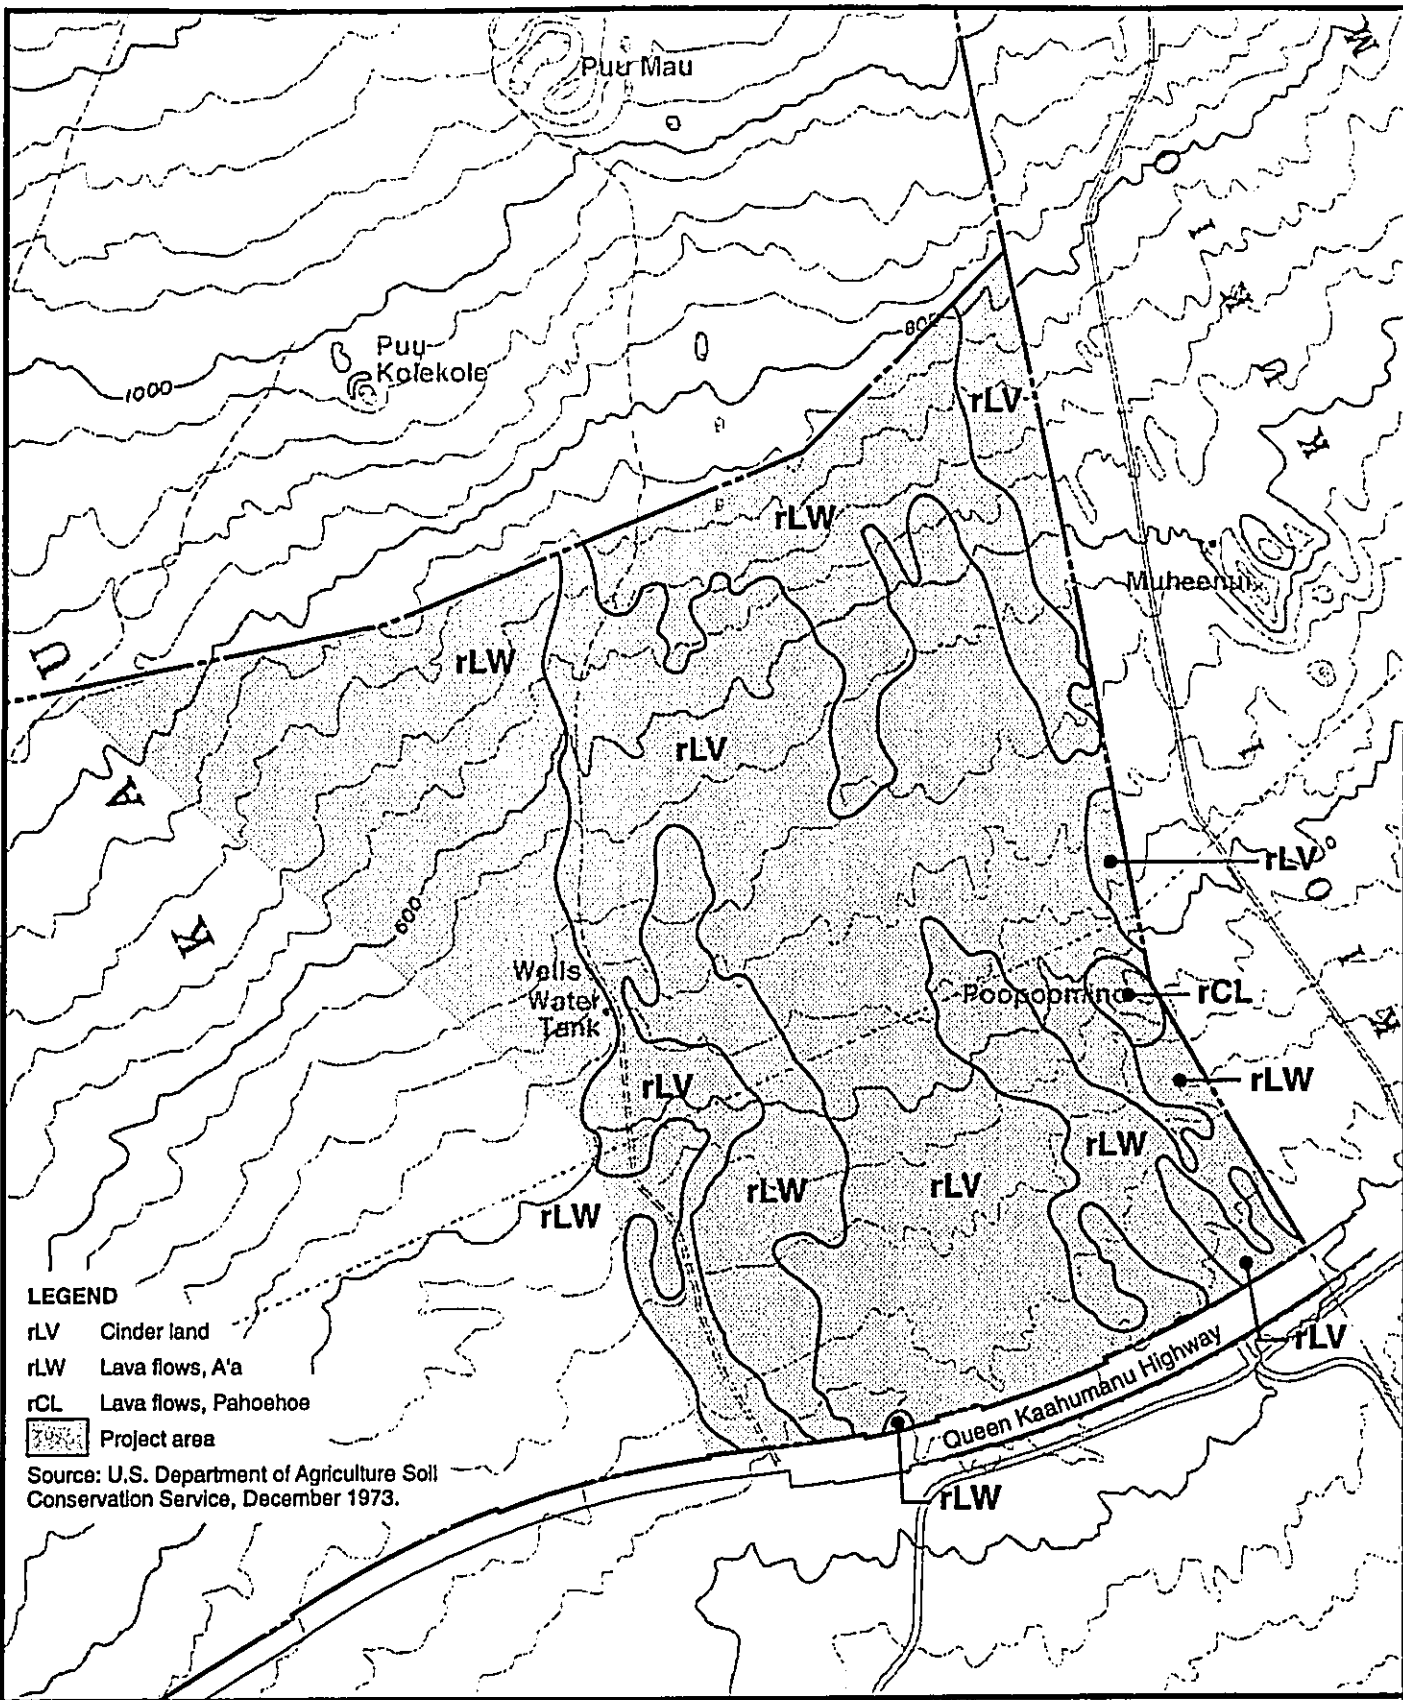 Puu Mau
Puu
Kolekole
1000
800
rLV
rLW
Muheenui
rLW
rLV
rLV
600
Wells
Water
Tank
Poopoomino
rCL
rLV
rLW
rLW
rLW
rLV
rLW
LEGEND
rLV Cinder land
rLW Lava flows, A'a
rCL Lava flows, Pahoehoe
Project area
Source: U.S. Department of Agriculture Soil
Conservation Service, December 1973.
Queen Kaahumanu Highway
rLV
rLW